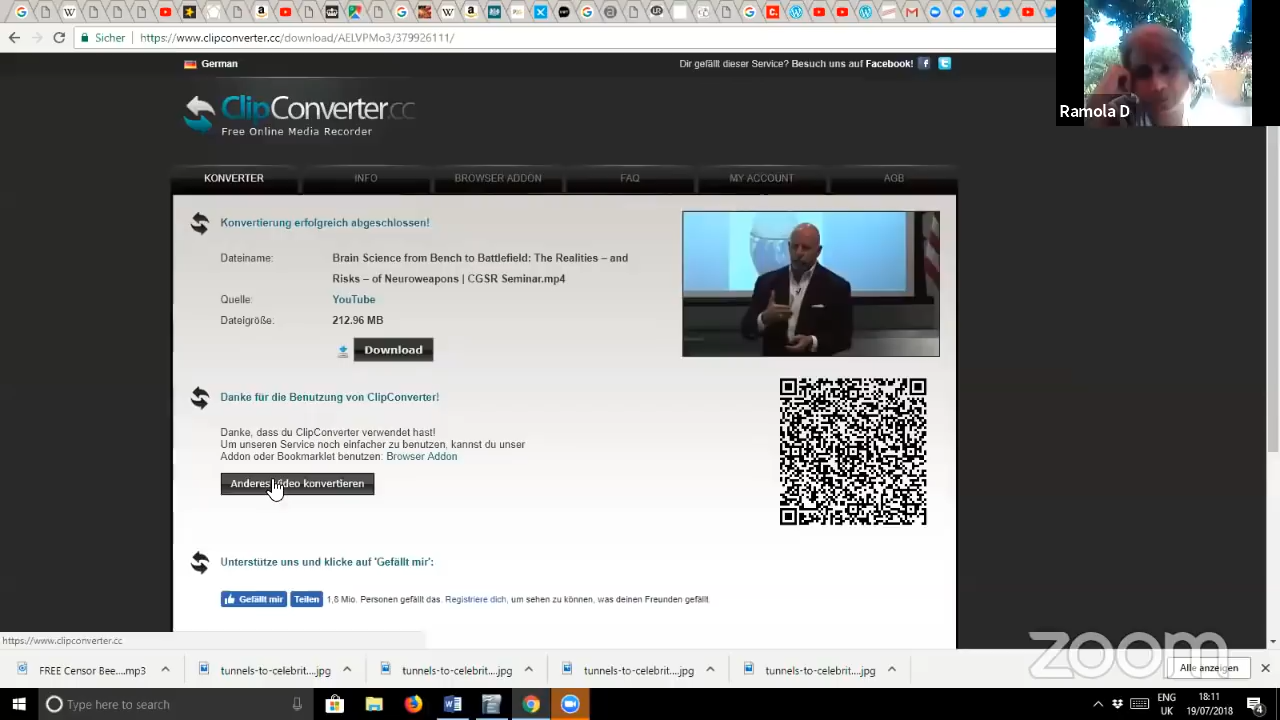 Sicher
https://www.clipconverter.cc/download/AELVPMo3/379926111/
Ramola D
German
Dir gefällt dieser Service? Besuch uns auf Facebook!
ClipConverter.cc
Free Online Media Recorder
KONVERTER
INFO
BROWSER ADDON
FAQ
MY ACCOUNT
AGB
Konvertierung erfolgreich abgeschlossen!
Dateiname: Brain Science from Bench to Battlefield: The Realities – and
Risks – of Neuroweapons | CGSR Seminar.mp4
Quelle: YouTube
Dateigröße: 212.96 MB
Download
Danke für die Benutzung von ClipConverter!
Danke, dass du ClipConverter verwendet hast!
Um unseren Service noch einfacher zu benutzen, kannst du unser
Addon oder Bookmarklet benutzen: Browser Addon
Anderes Video konvertieren
Unterstütze uns und klicke auf 'Gefällt mir':
Gefällt mir Teilen 1,6 Mio. Personen gefällt das. Registriere dich, um sehen zu können, was deinen Freunden gefällt.
https://www.clipconverter.cc
FREE Censor Bee....mp3
tunnels-to-celebrit....jpg
tunnels-to-celebrit....jpg
tunnels-to-celebrit....jpg
tunnels-to-celebrit....jpg
Alle anzeigen
zoom
Type here to search
ENG
UK
18:11
19/07/2018
4